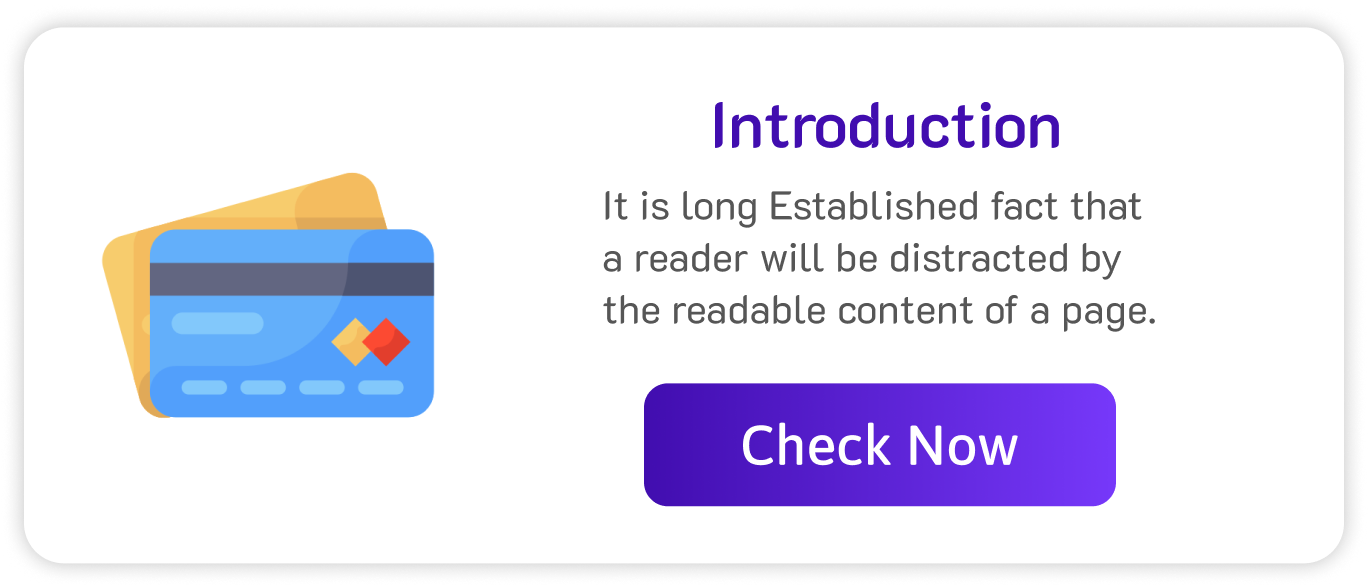 Introduction
It is long Established fact that
a reader will be distracted by
the readable content of a page.
Check Now